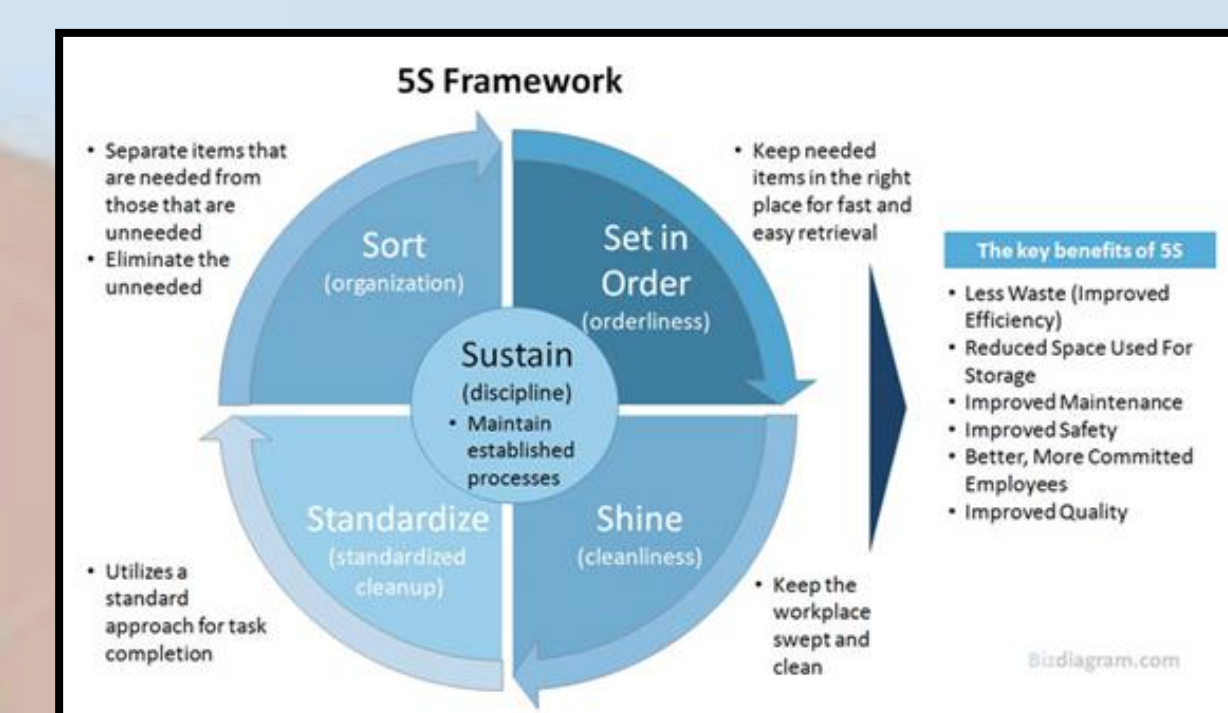 5S Framework
• Separate items that
are needed from
those that are
unneeded
• Eliminate the
unneeded
Sort
(organization)
Set in
Order
(orderliness)
• Keep needed
items in the right
place for fast and
easy retrieval
Sustain
(discipline)
• Maintain
established
processes
Standardize
(standardized
cleanup)
• Utilizes a
standard
approach for task
completion
Shine
(cleanliness)
• Keep the
workplace
swept and
clean
The key benefits of 5S
• Less Waste (Improved
Efficiency)
• Reduced Space Used For
Storage
• Improved Maintenance
• Improved Safety
• Better, More Committed
Employees
• Improved Quality
Bizdiagram.com